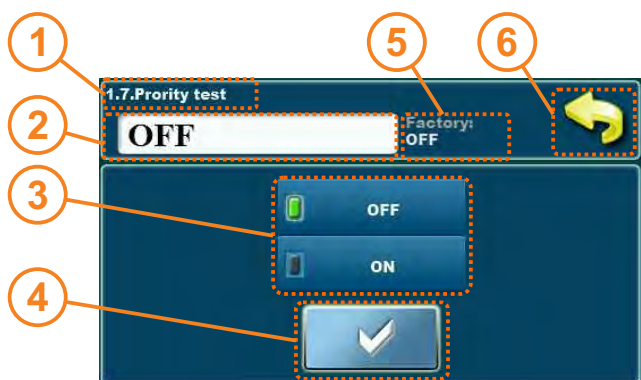 1
5
6
1.7.Prority test
2
OFF
Factory:
OFF
3
OFF
ON
4